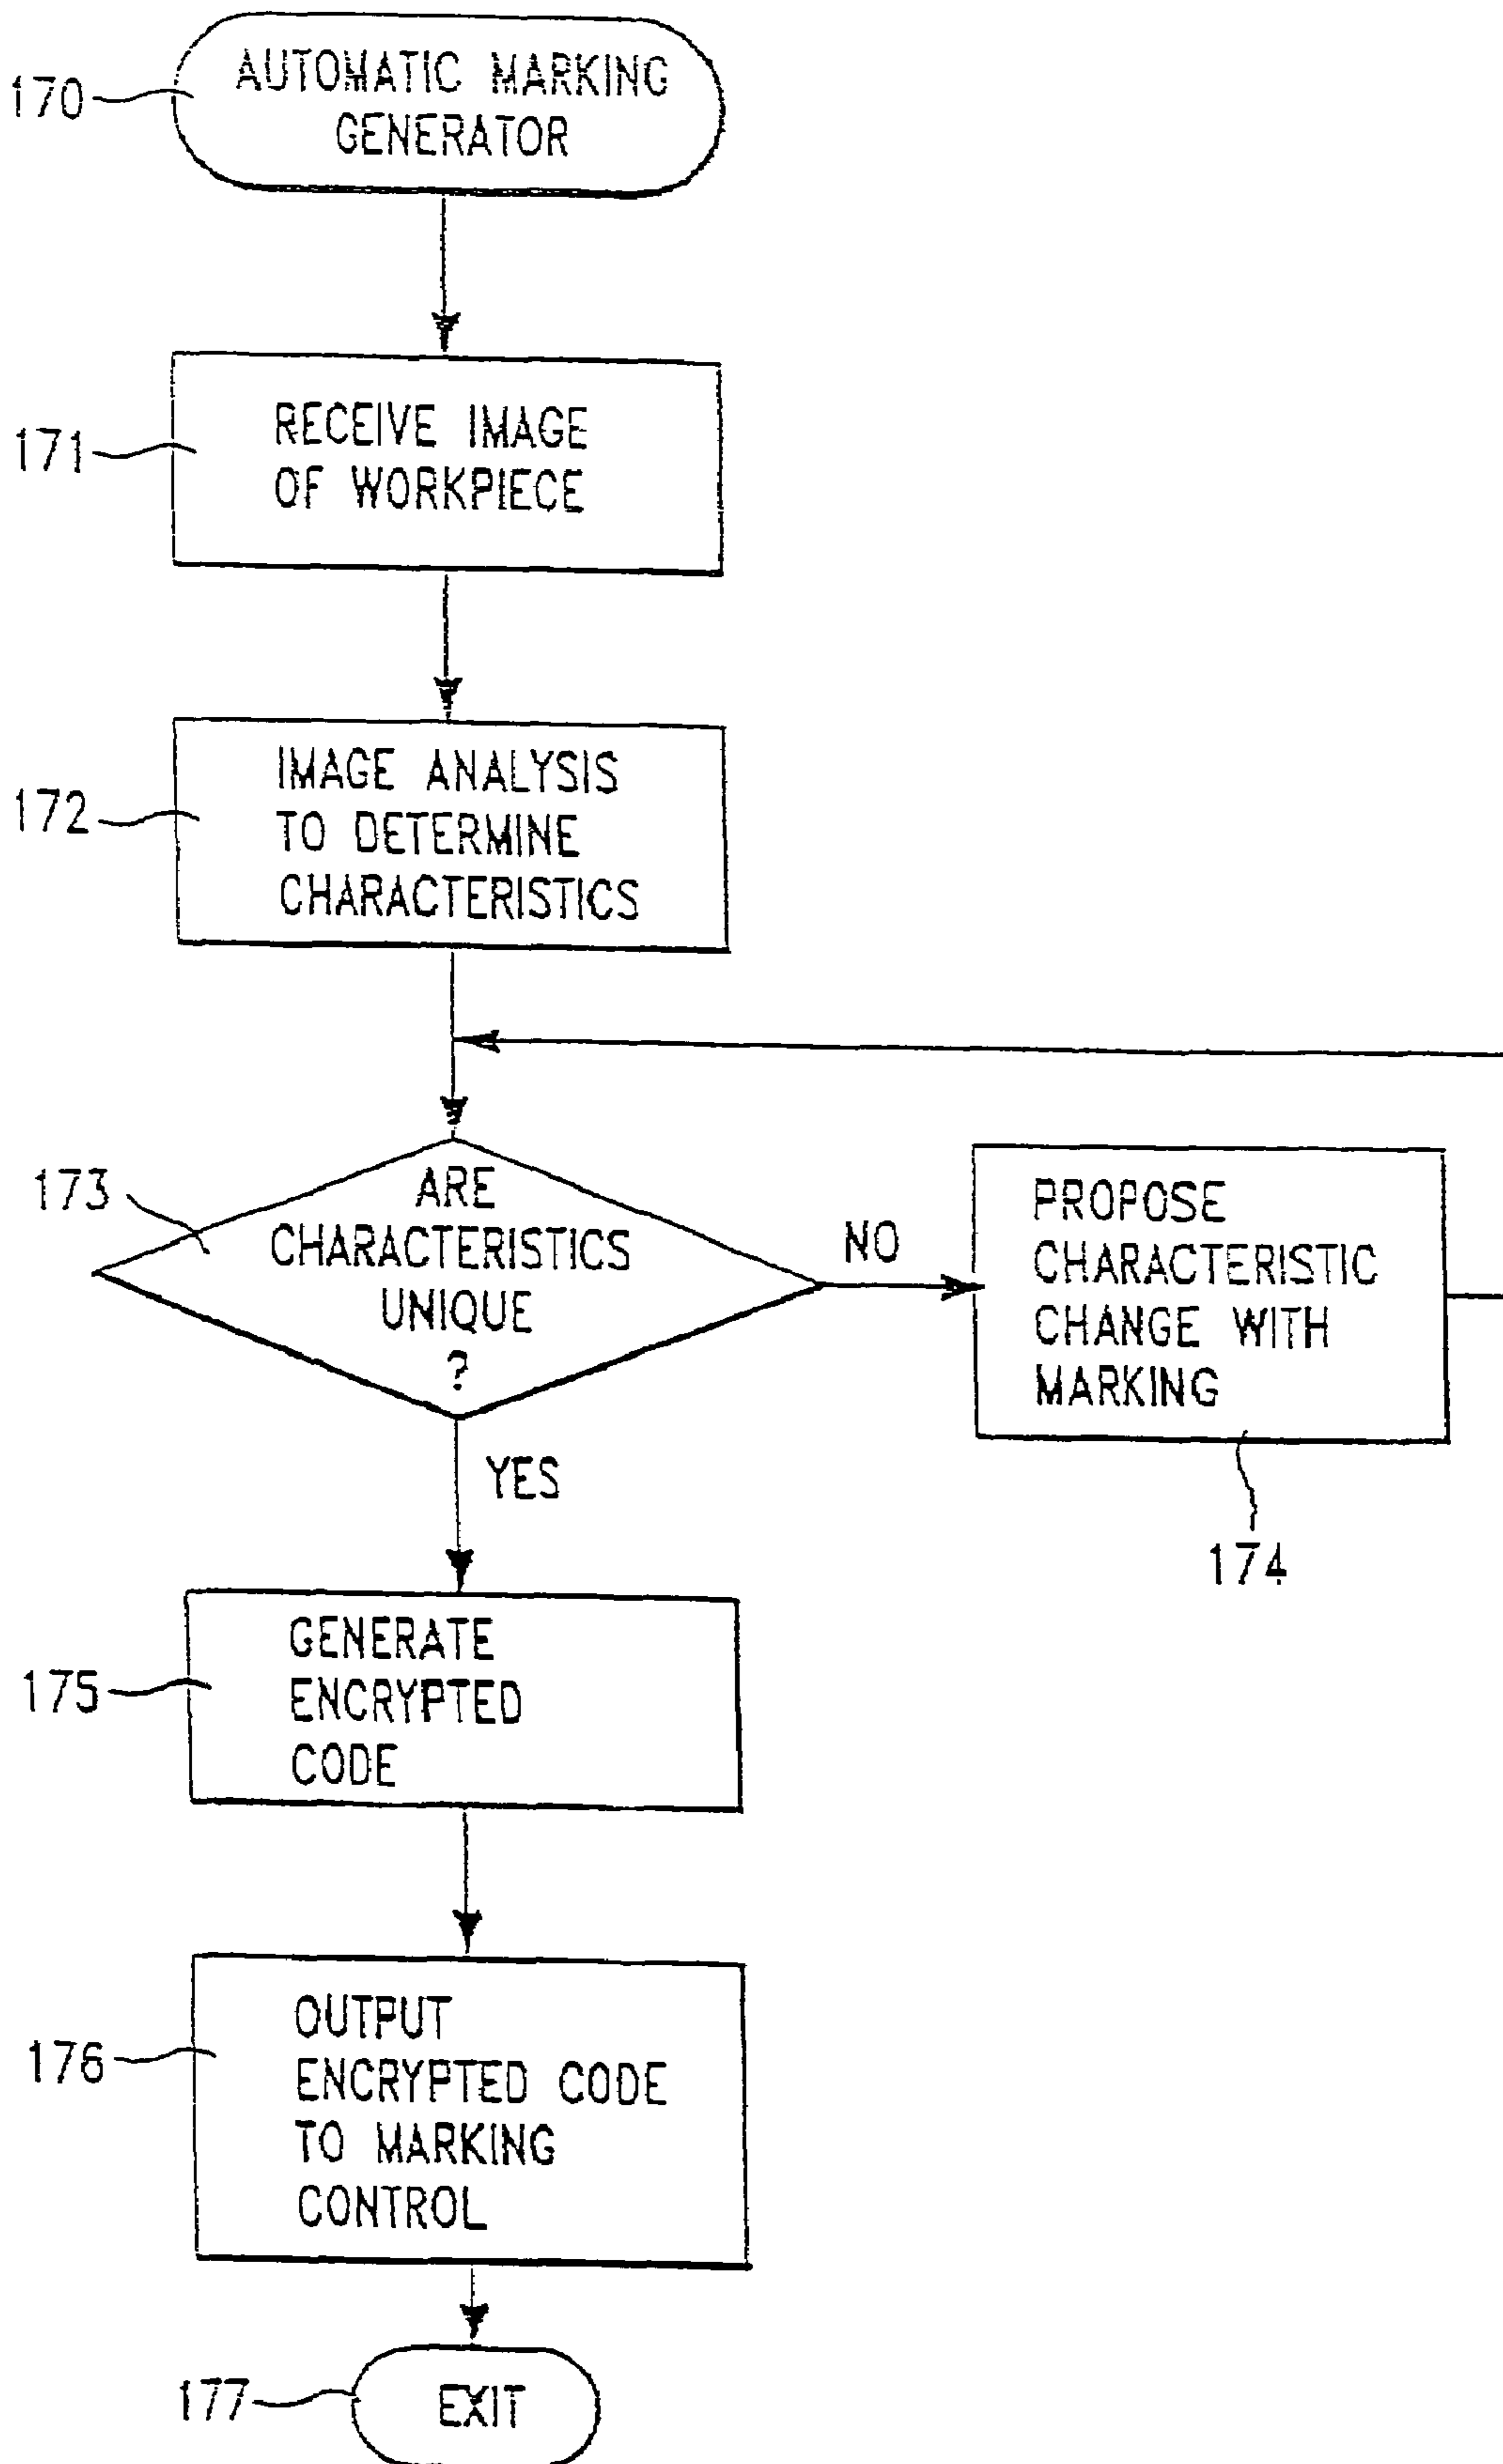 170
AUTOMATIC MARKING
GENERATOR
171
RECEIVE IMAGE
OF WORKPIECE
172
IMAGE ANALYSIS
TO DETERMINE
CHARACTERISTICS
173
ARE
CHARACTERISTICS
UNIQUE
?
NO
PROPOSE
CHARACTERISTIC
CHANGE WITH
MARKING
174
YES
175
GENERATE
ENCRYPTED
CODE
176
OUTPUT
ENCRYPTED CODE
TO MARKING
CONTROL
177
EXIT